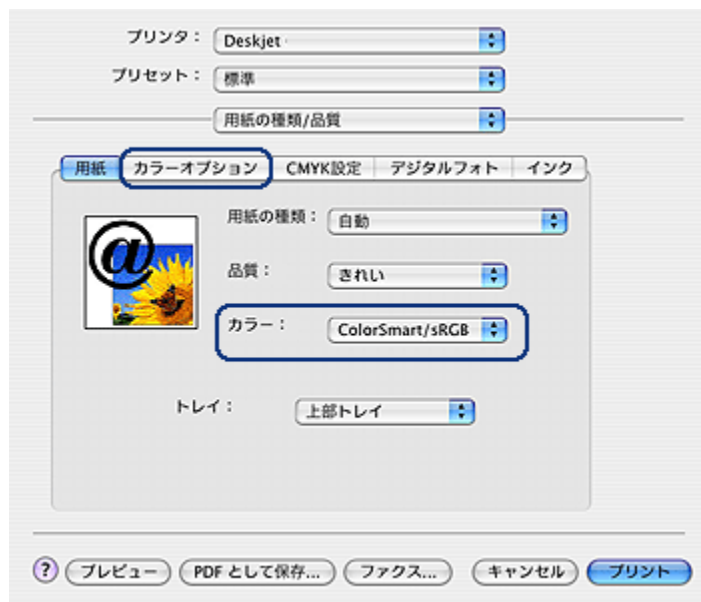 プリンタ： Deskjet
プリセット： 標準
用紙の種類/品質
用紙 カラーオプション CMYK設定 デジタルフォト インク
用紙の種類： 自動
@
品質： きれい
カラー： ColorSmart/sRGB
トレイ： 上部トレイ
? プレビュー PDF として保存... ファクス... キャンセル プリント